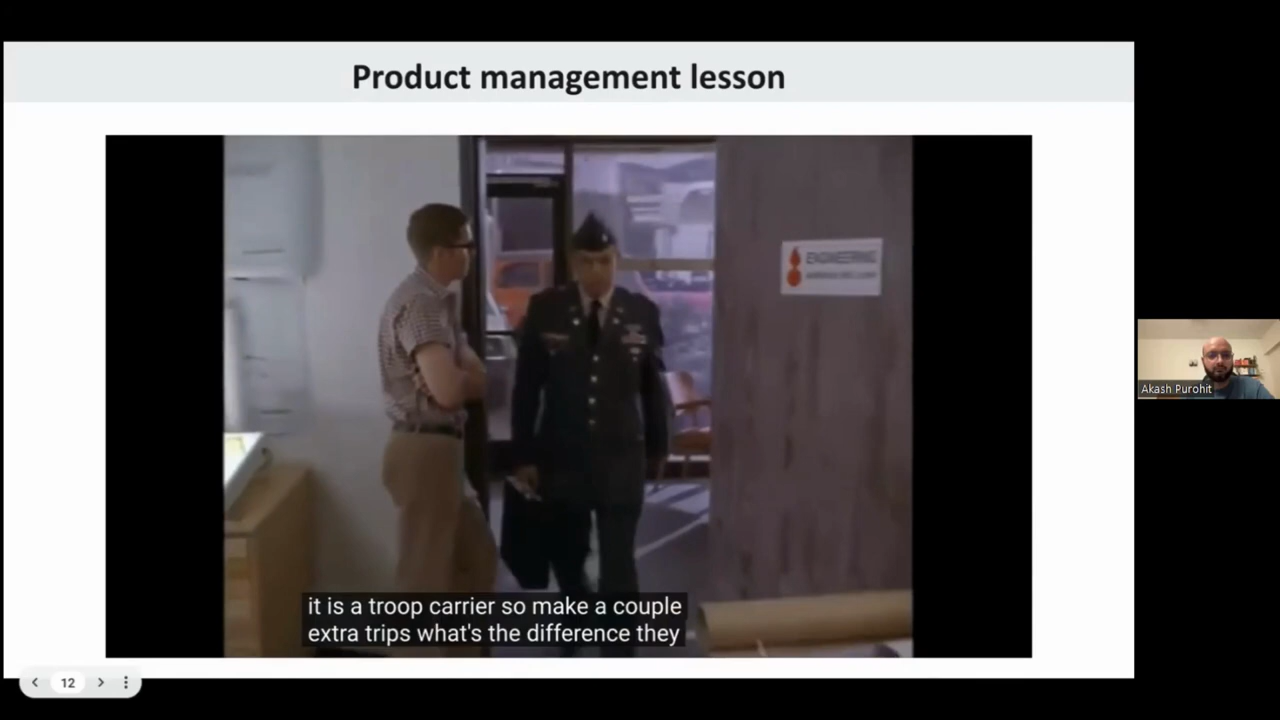 Product management lesson
ENGINEERING
it is a troop carrier so make a couple
extra trips what's the difference they
Akash Purohit
12